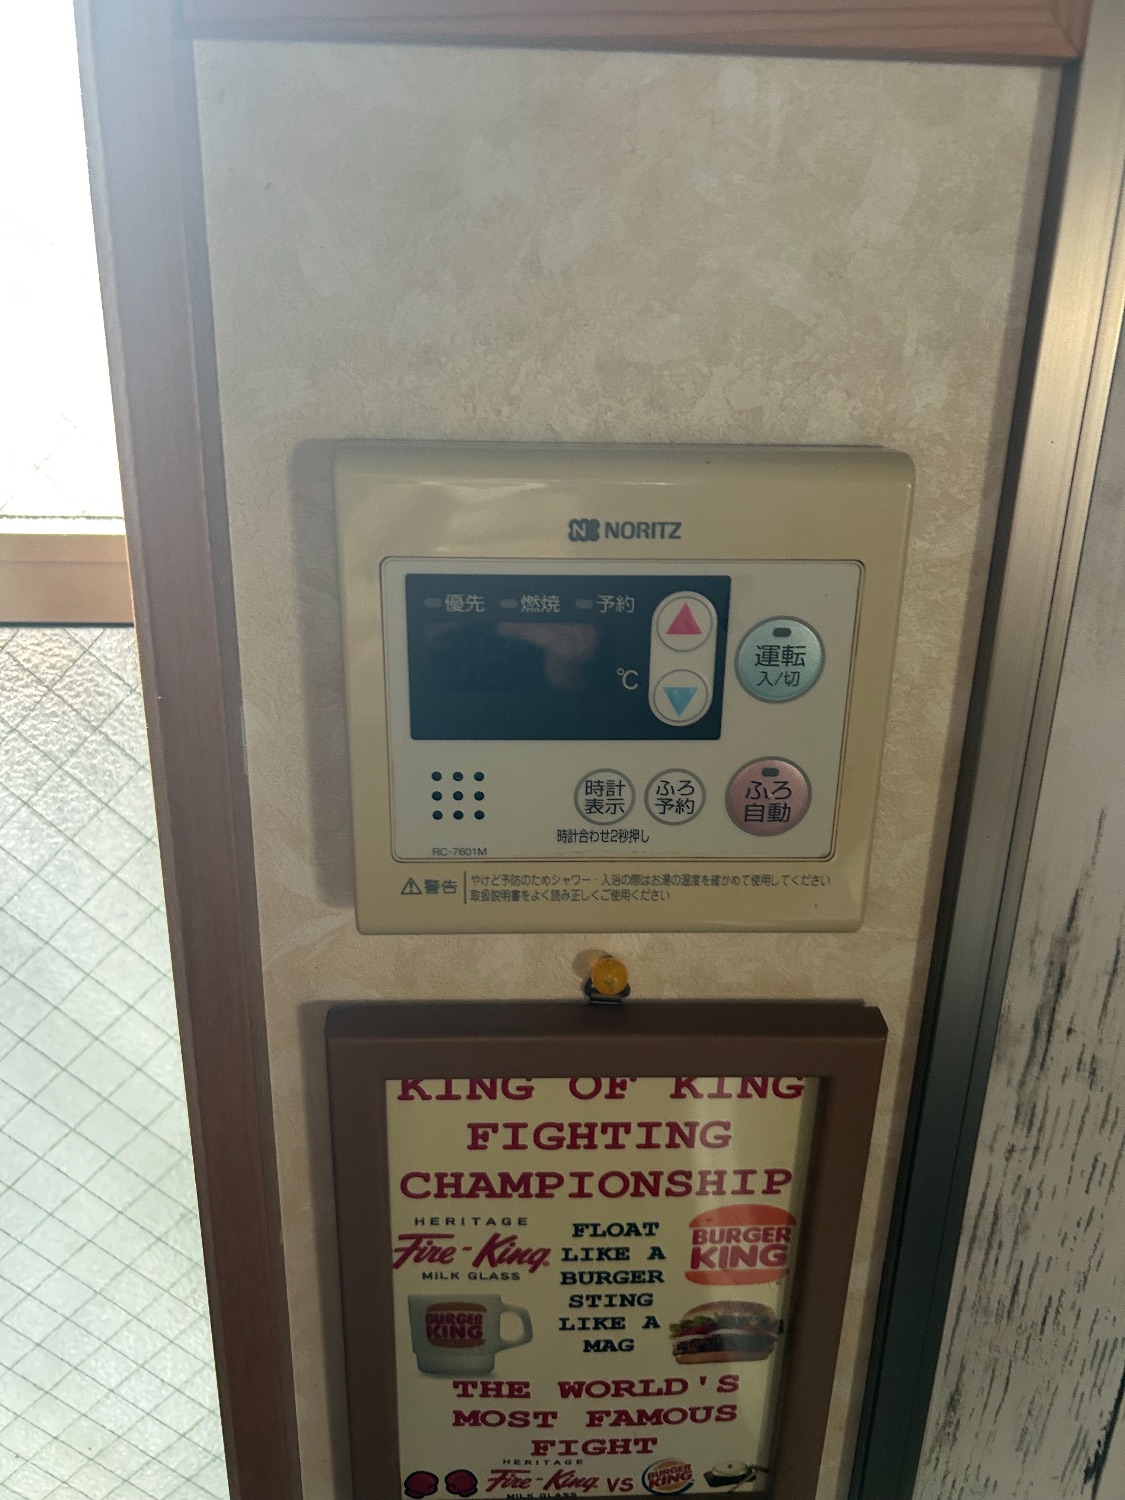 NORITZ
優先 燃焼 予約
℃
運転
入/切
時計
表示
ふろ
予約
ふろ
自動
時計合わせ2秒押し
RC-7601M
警告
やけど予防のためシャワー・入浴の際はお湯の温度を確かめて使用してください
取扱説明書をよく読み正しくご使用ください
KING OF KING
FIGHTING
CHAMPIONSHIP
HERITAGE
Fire-King
MILK GLASS
BURGER
KING
FLOAT
LIKE A
BURGER
STING
LIKE A
MAG
BURGER
KING
THE WORLD'S
MOST FAMOUS
FIGHT
HERITAGE
Fire-King VS BURGER KING
MILK GLASS